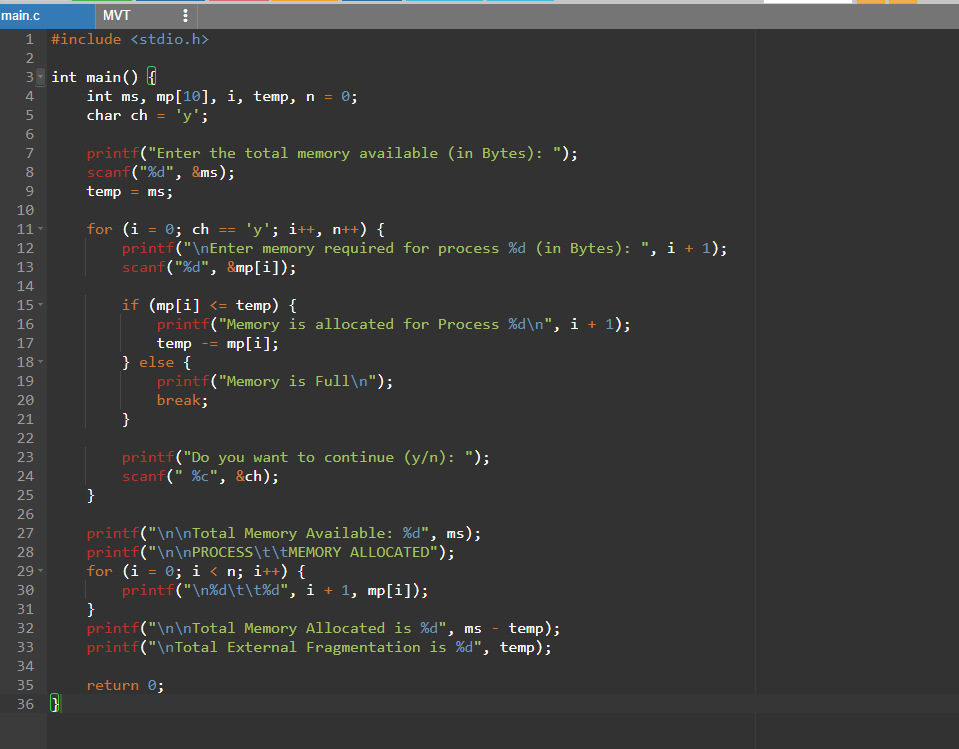 main.c MVT
1 #include <stdio.h>
2
3 int main() {
4     int ms, mp[10], i, temp, n = 0;
5     char ch = 'y';
6
7     printf("Enter the total memory available (in Bytes): ");
8     scanf("%d", &ms);
9     temp = ms;
10
11     for (i = 0; ch == 'y'; i++, n++) {
12         printf("\nEnter memory required for process %d (in Bytes): ", i + 1);
13         scanf("%d", &mp[i]);
14
15         if (mp[i] <= temp) {
16             printf("Memory is allocated for Process %d\n", i + 1);
17             temp -= mp[i];
18         } else {
19             printf("Memory is Full\n");
20             break;
21         }
22
23         printf("Do you want to continue (y/n): ");
24         scanf(" %c", &ch);
25     }
26
27     printf("\n\nTotal Memory Available: %d", ms);
28     printf("\n\nPROCESS\t\tMEMORY ALLOCATED");
29     for (i = 0; i < n; i++) {
30         printf("\n%d\t\t%d", i + 1, mp[i]);
31     }
32     printf("\n\nTotal Memory Allocated is %d", ms - temp);
33     printf("\nTotal External Fragmentation is %d", temp);
34
35     return 0;
36 }